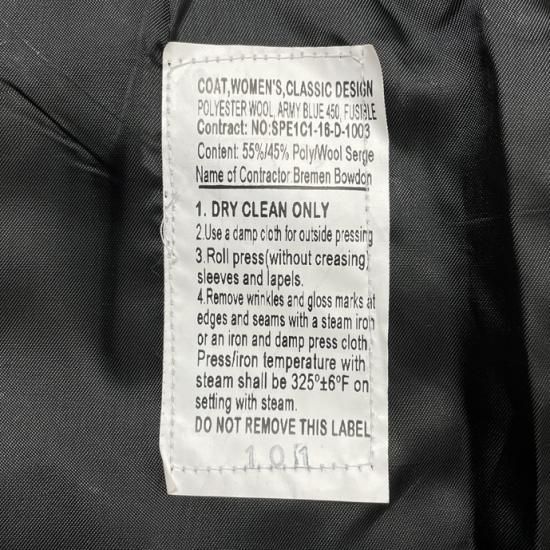 COAT,WOMEN'S,CLASSIC DESIGN
POLYESTER WOOL, ARMY BLUE 450, FUSIBLE
Contract: NO:SPE1C1-16-D-1003
Content: 55%/45% Poly/Wool Serge
Name of Contractor:Bremen Bowdon
1. DRY CLEAN ONLY
2.Use a damp cloth for outside pressing
3.Roll press(without creasing)
sleeves and lapels.
4.Remove wrinkles and gloss marks at
edges and seams with a steam iron
or an iron and damp press cloth.
Press/iron temperature with
steam shall be 325º±6ºF on
setting with steam.
DO NOT REMOVE THIS LABEL
101